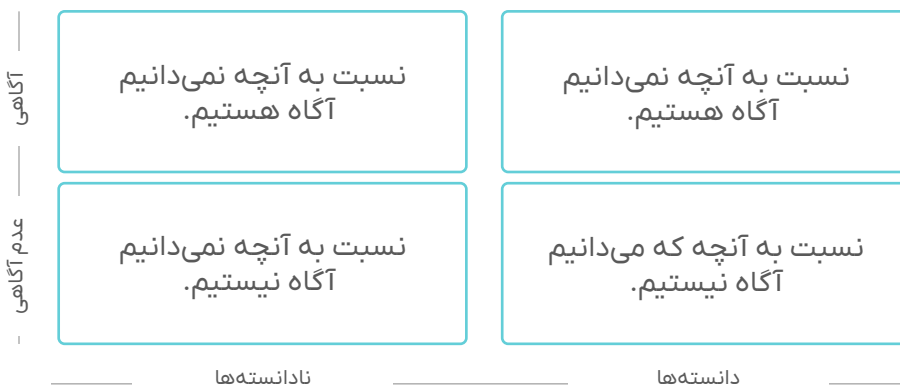 آگاهی
نسبت به آنچه نمی‌دانیم
آگاه هستیم.
نسبت به آنچه نمی‌دانیم
آگاه هستیم.
عدم آگاهی
نسبت به آنچه که می‌دانیم
آگاه نیستیم.
نسبت به آنچه نمی‌دانیم
آگاه نیستیم.
دانسته‌ها
نادانسته‌ها